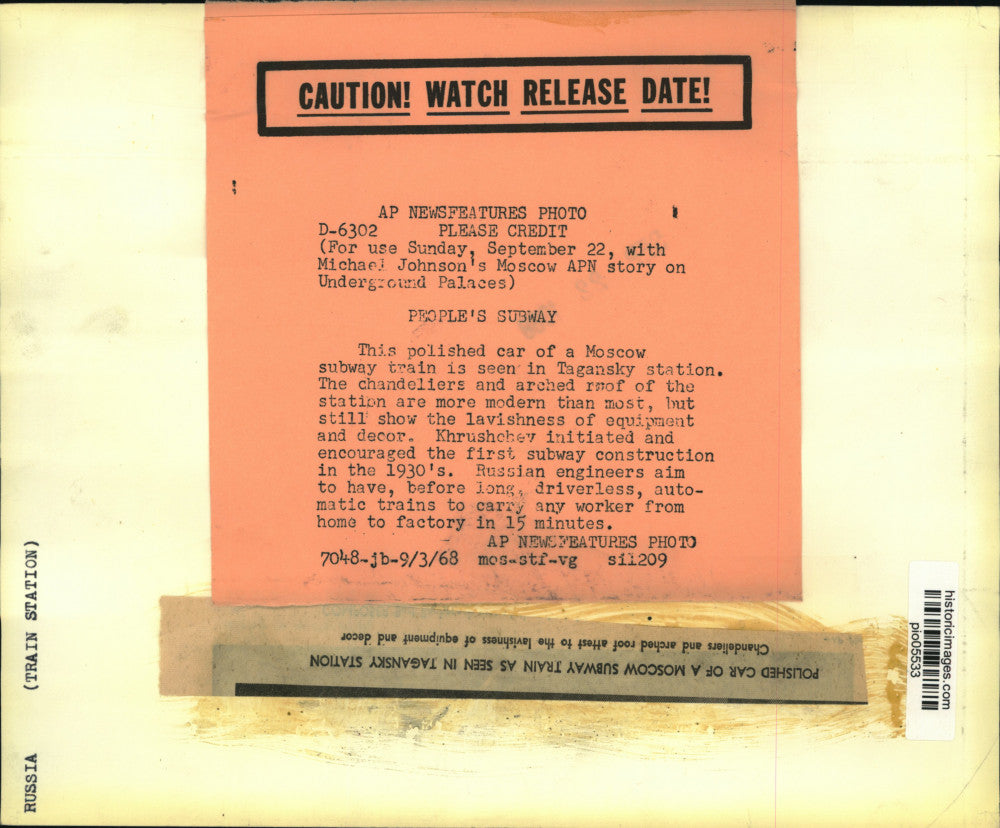 CAUTION! WATCH RELEASE DATE!
AP NEWSFEATURES PHOTO
D-6302 PLEASE CREDIT
(For use Sunday, September 22, with
Michael Johnson's Moscow APN story on
Underground Palaces)
PEOPLE'S SUBWAY
This polished car of a Moscow
subway train is seen in Tagansky station.
The chandeliers and arched roof of the
station are more modern than most, but
still show the lavishness of equipment
and decor. Khrushchev initiated and
encouraged the first subway construction
in the 1930's. Russian engineers aim
to have, before long, driverless, auto-
matic trains to carry any worker from
home to factory in 15 minutes.
AP NEWSFEATURES PHOTO
7048-jb-9/3/68 mos-stf-vg sil209
POLISHED CAR OF A MOSCOW SUBWAY TRAIN AS SEEN IN TAGANSKY STATION
Chandeliers and arched roof attest to the lavishness of equipment and decor
RUSSIA (TRAIN STATION)
historicimages.com
pio05533